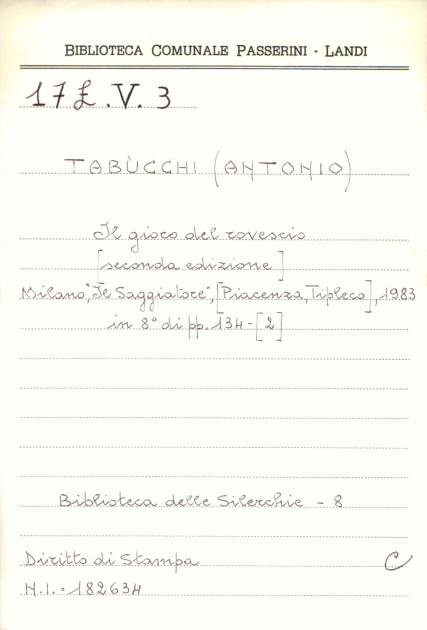 BIBLIOTECA COMUNALE PASSERINI - LANDI
17 £.V. 3
TABÙCCHI (ANTONIO)
Il gioco del rovescio
[seconda edizione]
Milano, "Il Saggiatore", [Piacenza, Tipleco], 1983
in 8° di pp. 134-[2]
Biblioteca delle Silerchie - 8
Diritto di Stampa C
N.I.=182634